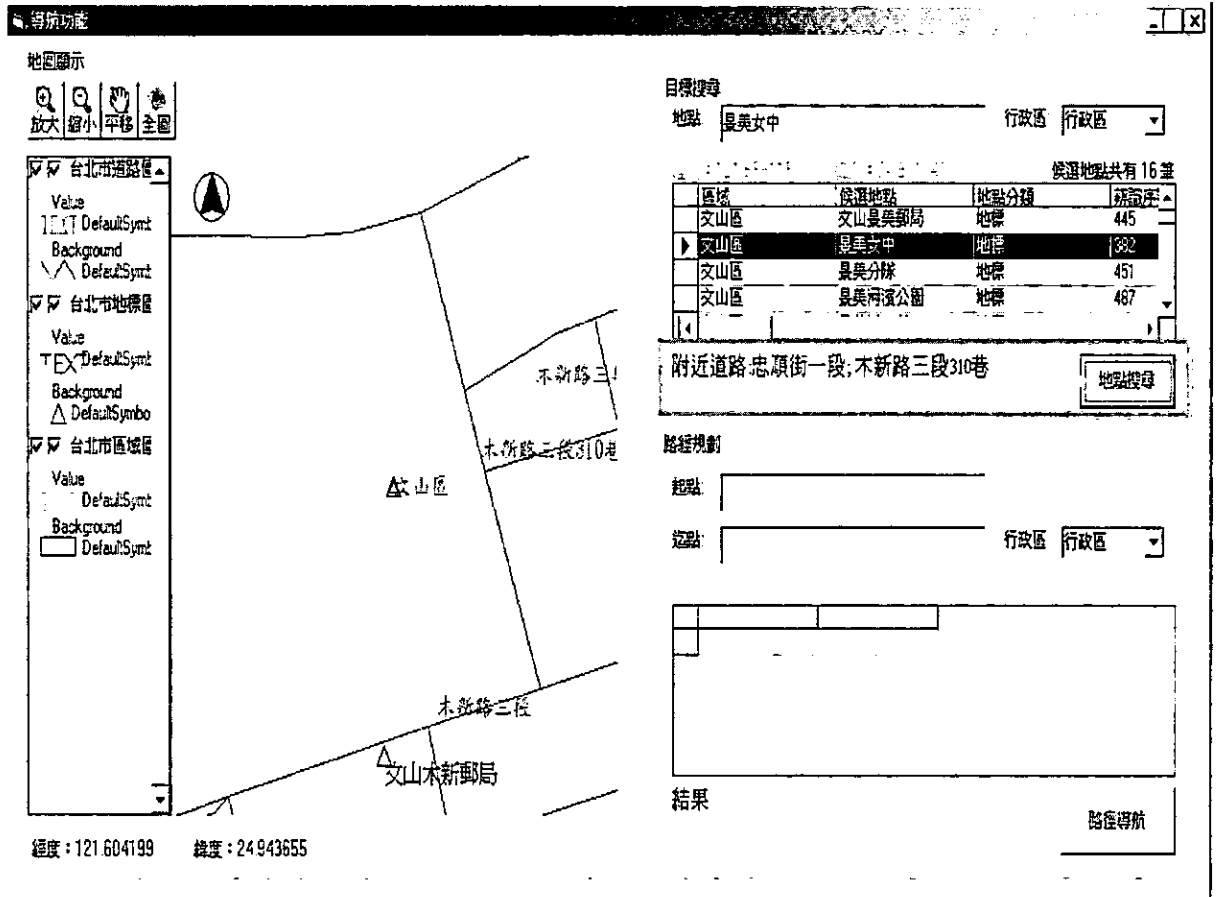 導航功能
地圖顯示
放大 縮小 平移 全圖
台北市道路圖
Value
TEXT DefaultSymb
Background
DefaultSymb
台北市地標圖
Value
TEX DefaultSymb
Background
DefaultSymbo
台北市區域圖
Value
DefaultSymb
Background
DefaultSymb
木新路三
木新路三段310巷
文山區
木新路三段
文山木新郵局
經度：121.604199 緯度：24.943655
目標搜尋
地點: 景美女中 行政區 行政區
候選地點共有 16 筆
區域 候選地點 地點分類
文山區 文山景美郵局 地標 445
文山區 景美女中 地標 392
文山區 景美分隊 地標 451
文山區 景美河濱公園 地標 487
附近道路:忠順街一段;木新路三段310巷
地點搜尋
路徑規劃
起點:
迄點: 行政區 行政區
結果
路徑導航